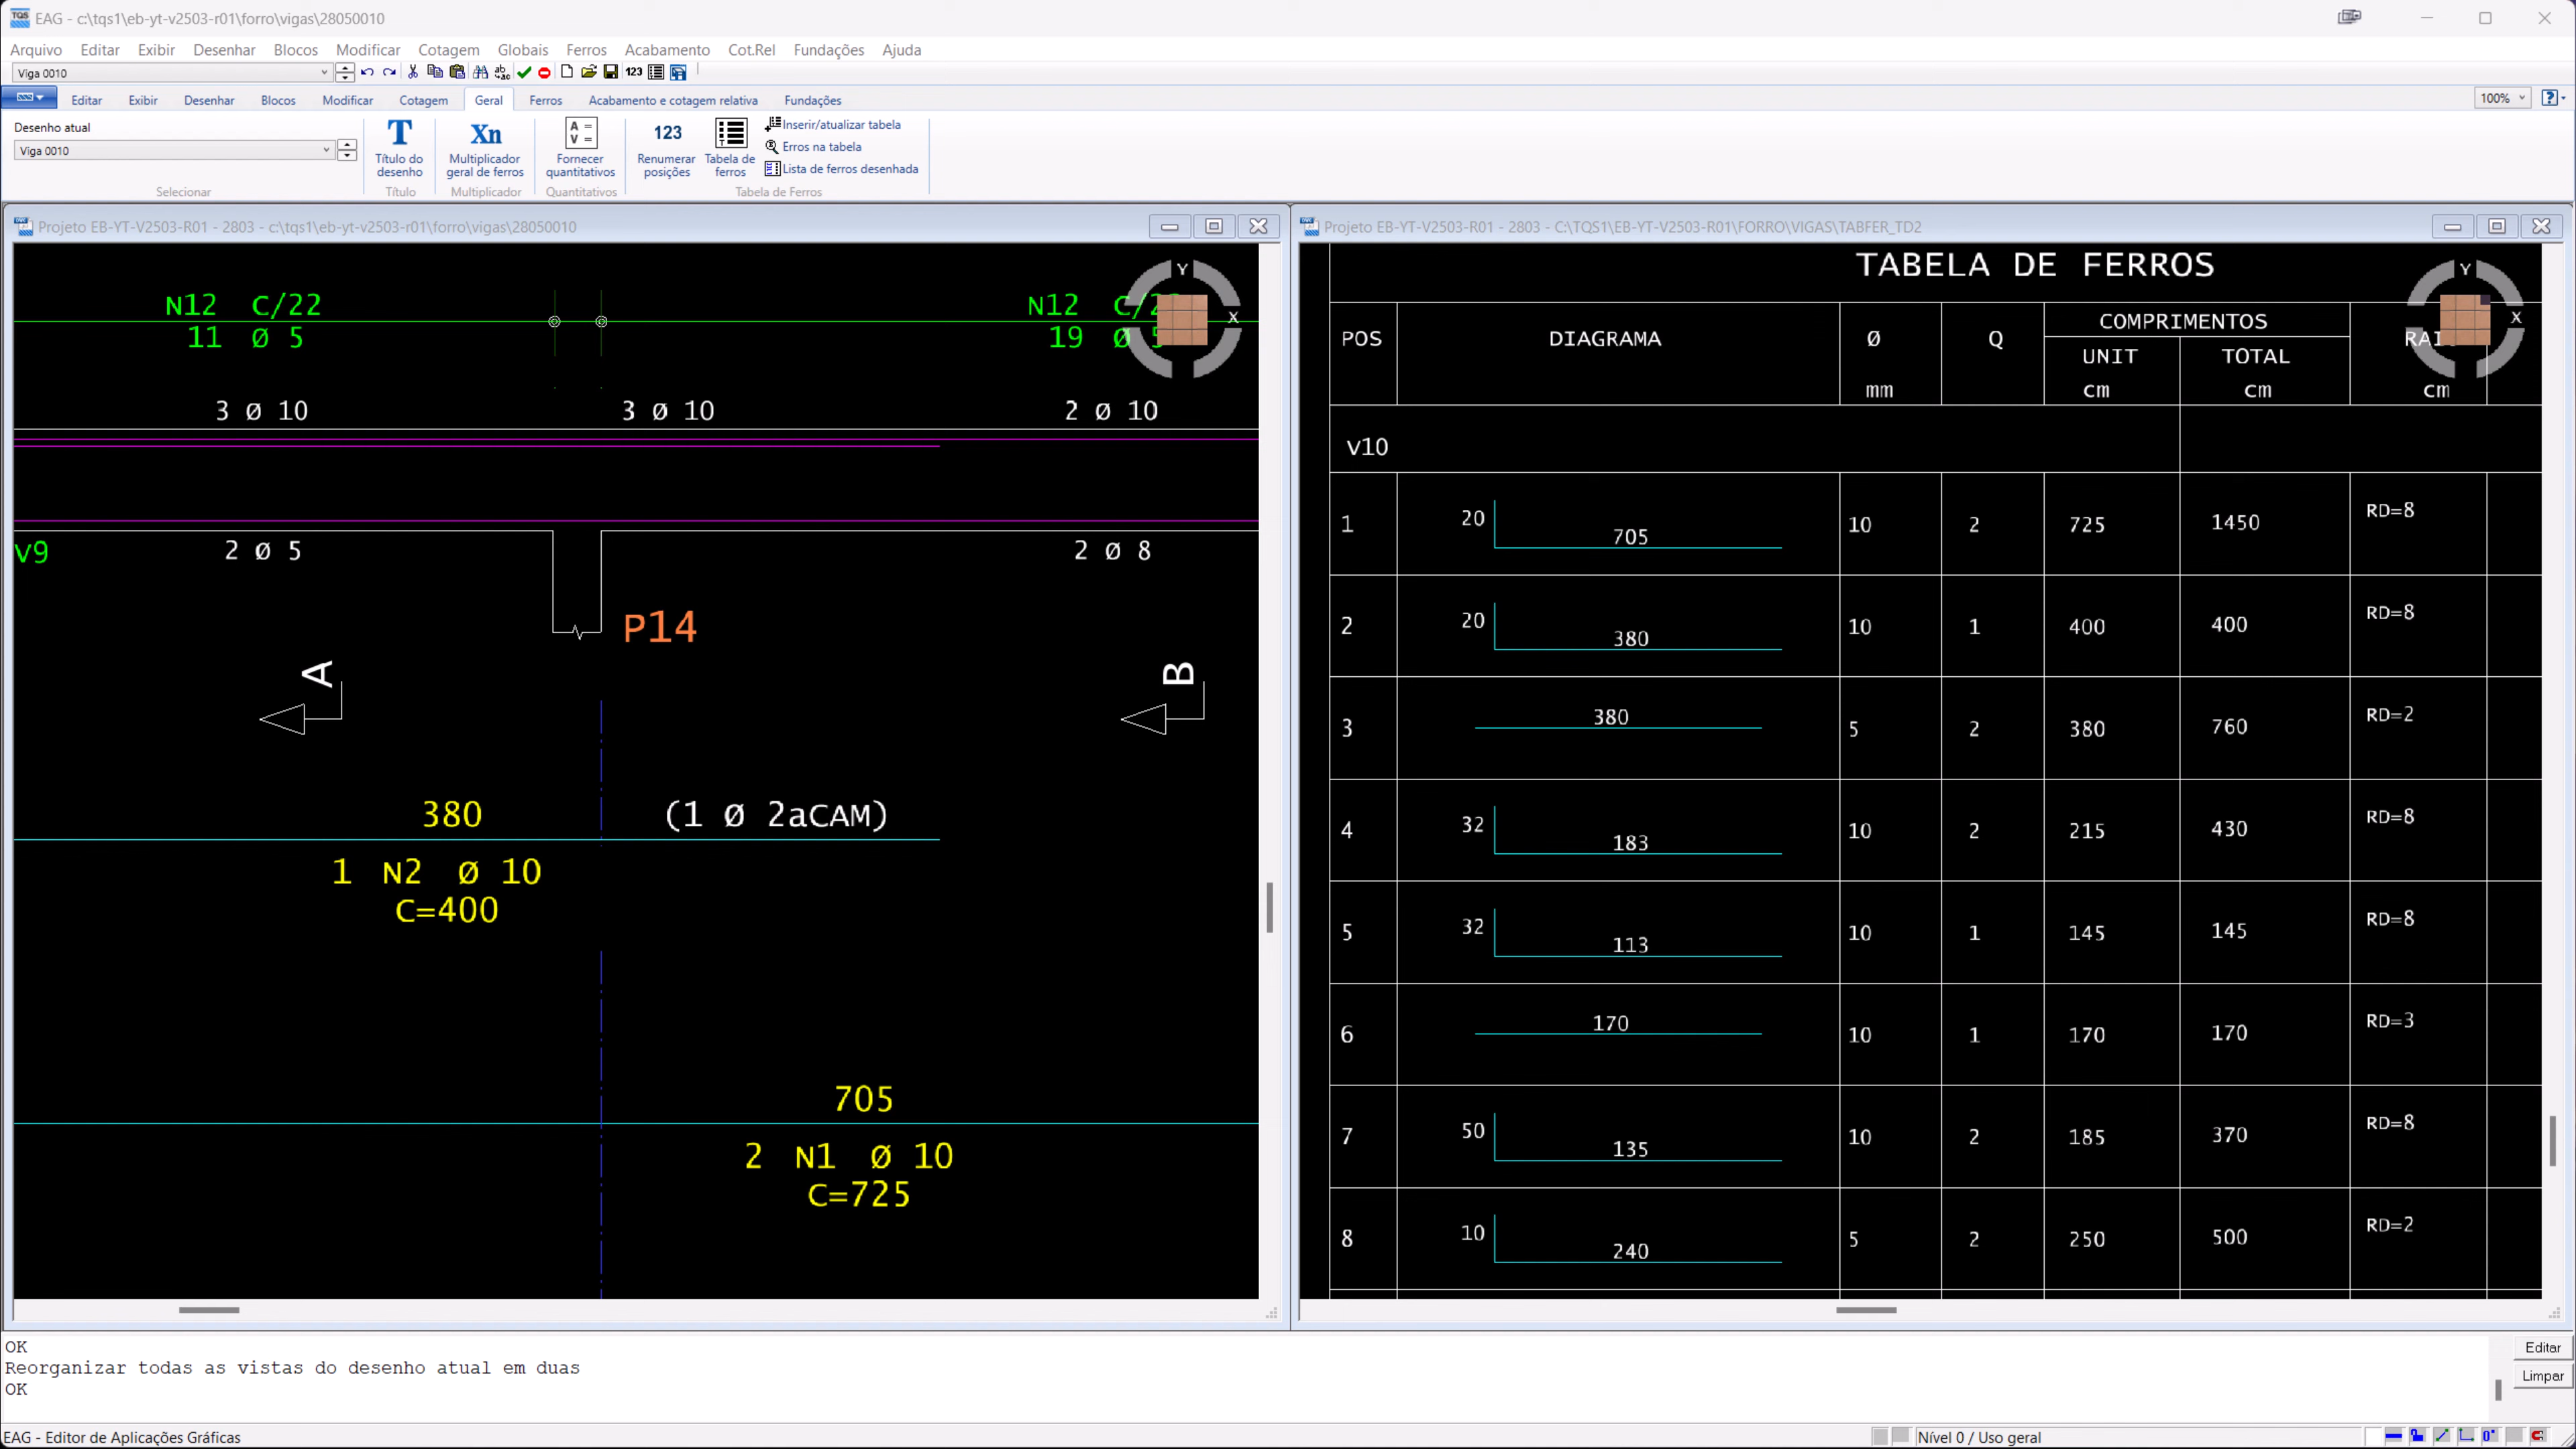 EAG - c:\tqs1\eb-yt-v2503-r01\forro\vigas\28050010
Arquivo Editar Exibir Desenhar Blocos Modificar Cotagem Globais Ferros Acabamento Cot.Rel Fundações Ajuda
Viga 0010 123
Editar Exibir Desenhar Blocos Modificar Cotagem Geral Ferros Acabamento e cotagem relativa Fundações 100%
Desenho atual
Viga 0010
Título do desenho
Título
Multiplicador geral de ferros
Multiplicador
Fornecer quantitativos
Quantitativos
123
Renumerar posições
Tabela de ferros
Inserir/atualizar tabela
Erros na tabela
Lista de ferros desenhada
Selecionar
Tabela de Ferros
Projeto EB-YT-V2503-R01 - 2803 - c:\tqs1\eb-yt-v2503-r01\forro\vigas\28050010
N12 C/22
11 Ø 5
N12
19 Ø 5
Y
X
3 Ø 10 3 Ø 10 2 Ø 10
V9
2 Ø 5 2 Ø 8
P14
A B
380 (1 Ø 2aCAM)
1 N2 Ø 10
C=400
705
2 N1 Ø 10
C=725
Projeto EB-YT-V2503-R01 - 2803 - C:\TQS1\EB-YT-V2503-R01\FORRO\VIGAS\TABFER_TD2
TABELA DE FERROS
Y
X
POS DIAGRAMA Ø Q COMPRIMENTOS
UNIT TOTAL
mm cm cm cm
V10
1 20 705 10 2 725 1450 RD=8
2 20 380 10 1 400 400 RD=8
3 380 5 2 380 760 RD=2
4 32 183 10 2 215 430 RD=8
5 32 113 10 1 145 145 RD=8
6 170 10 1 170 170 RD=3
7 50 135 10 2 185 370 RD=8
8 10 240 5 2 250 500 RD=2
OK
Reorganizar todas as vistas do desenho atual em duas
OK
Editar
Limpar
EAG - Editor de Aplicações Gráficas
Nível 0 / Uso geral